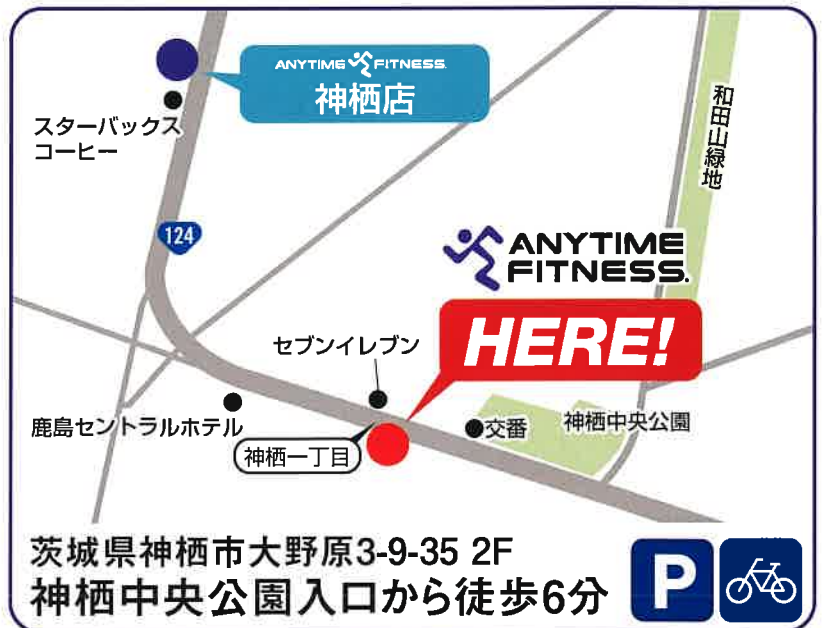 ANYTIME FITNESS.
神栖店
スターバックス
コーヒー
和田山緑地
124
ANYTIME
FITNESS.
HERE!
セブンイレブン
鹿島セントラルホテル
神栖一丁目
交番
神栖中央公園
茨城県神栖市大野原3-9-35 2F
神栖中央公園入口から徒歩6分
P